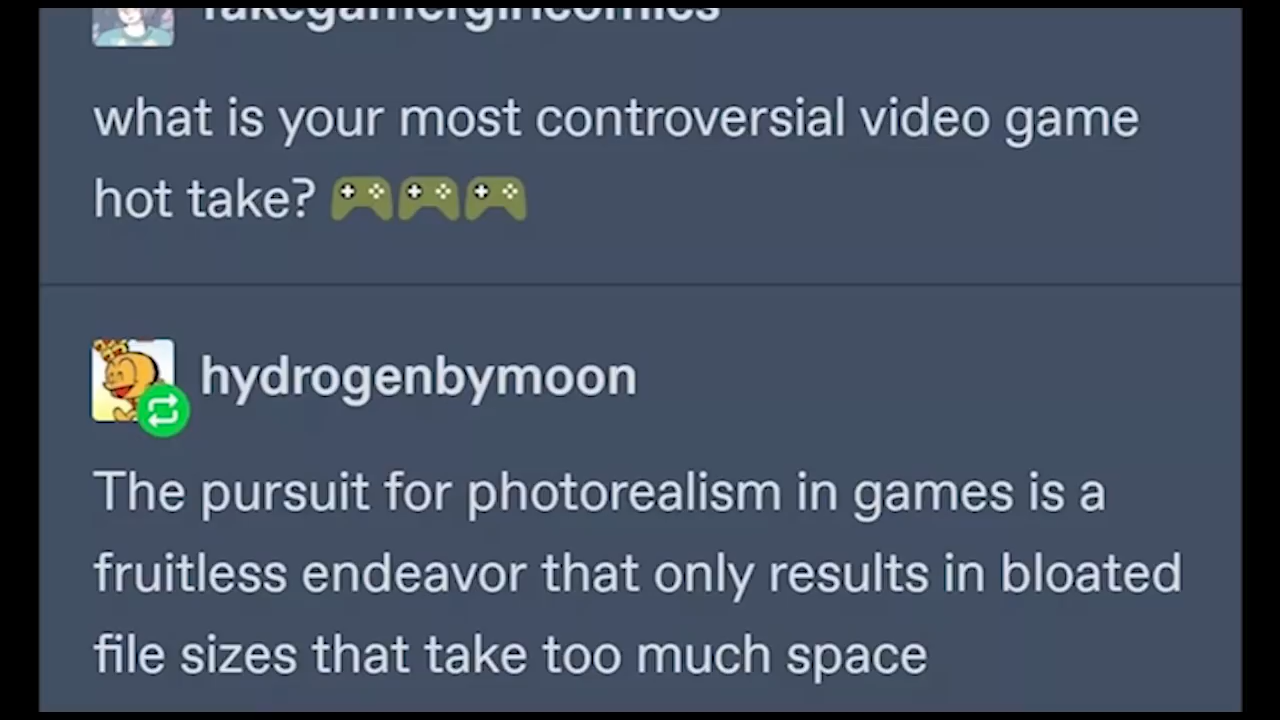 fakegamergirlcomics
what is your most controversial video game
hot take? 🎮🎮🎮
hydrogenbymoon
The pursuit for photorealism in games is a
fruitless endeavor that only results in bloated
file sizes that take too much space